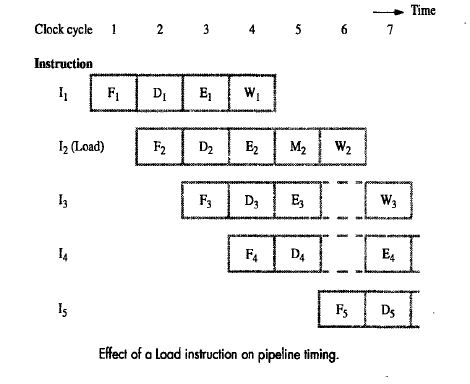 Time
Clock cycle 1 2 3 4 5 6 7
Instruction
I1 F1 D1 E1 W1
I2 (Load) F2 D2 E2 M2 W2
I3 F3 D3 E3 W3
I4 F4 D4 E4
I5 F5 D5
Effect of a Load instruction on pipeline timing.